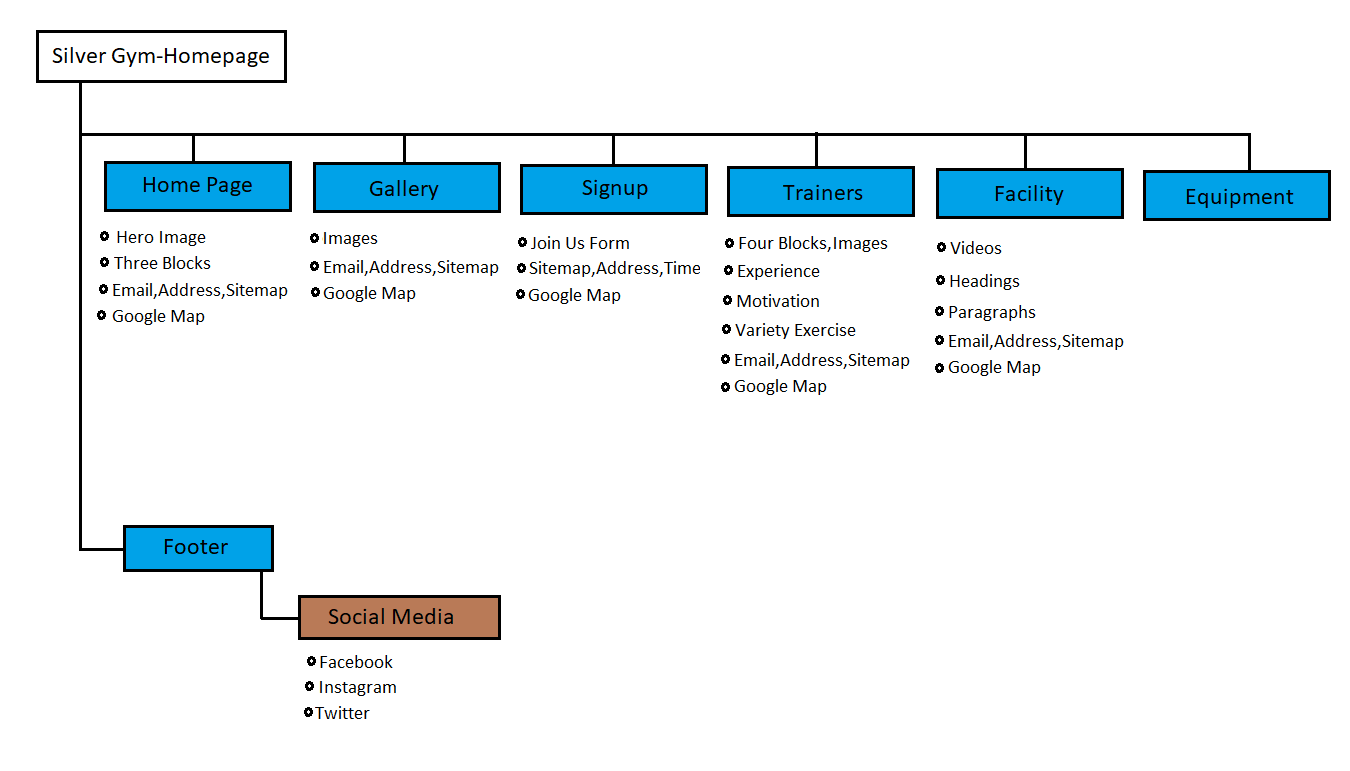 Silver Gym-Homepage
Home Page
Hero Image
Three Blocks
Email,Address,Sitemap
Google Map
Gallery
Images
Email,Address,Sitemap
Google Map
Signup
Join Us Form
Sitemap,Address,Time
Google Map
Trainers
Four Blocks,Images
Experience
Motivation
Variety Exercise
Email,Address,Sitemap
Google Map
Facility
Videos
Headings
Paragraphs
Email,Address,Sitemap
Google Map
Equipment
Footer
Social Media
Facebook
Instagram
Twitter